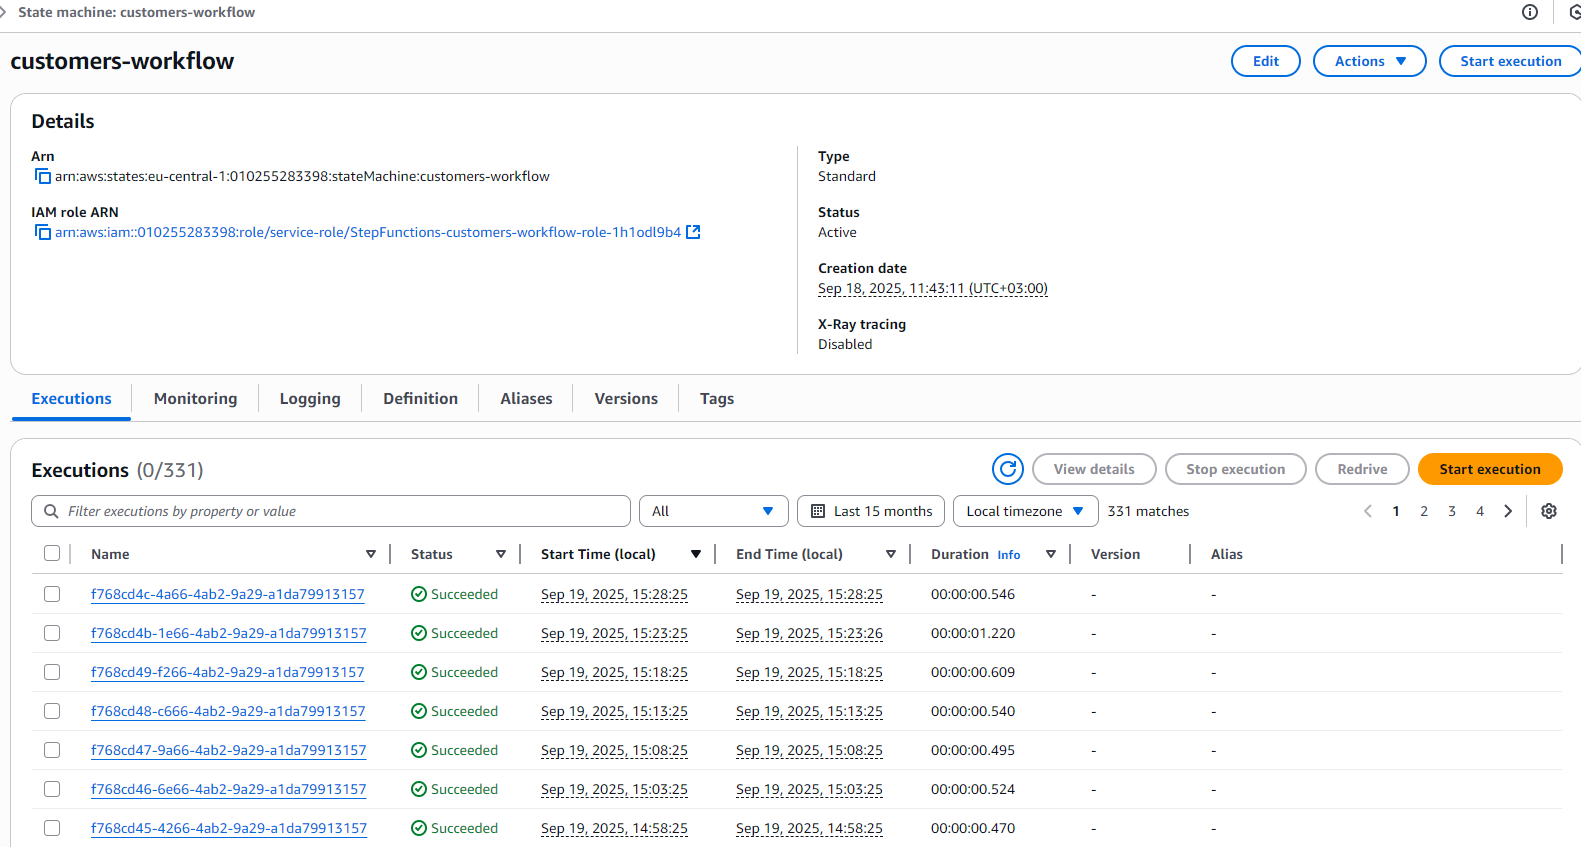 State machine: customers-workflow
customers-workflow
Edit
Actions
Start execution
Details
Arn
arn:aws:states:eu-central-1:010255283398:stateMachine:customers-workflow
IAM role ARN
arn:aws:iam::010255283398:role/service-role/StepFunctions-customers-workflow-role-1h1odl9b4
Type
Standard
Status
Active
Creation date
Sep 18, 2025, 11:43:11 (UTC+03:00)
X-Ray tracing
Disabled
Executions Monitoring Logging Definition Aliases Versions Tags
Executions (0/331)
View details Stop execution Redrive Start execution
Filter executions by property or value All Last 15 months Local timezone 331 matches 1 2 3 4
Name Status Start Time (local) End Time (local) Duration Info Version Alias
f768cd4c-4a66-4ab2-9a29-a1da79913157 Succeeded Sep 19, 2025, 15:28:25 Sep 19, 2025, 15:28:25 00:00:00.546 - -
f768cd4b-1e66-4ab2-9a29-a1da79913157 Succeeded Sep 19, 2025, 15:23:25 Sep 19, 2025, 15:23:26 00:00:01.220 - -
f768cd49-f266-4ab2-9a29-a1da79913157 Succeeded Sep 19, 2025, 15:18:25 Sep 19, 2025, 15:18:25 00:00:00.609 - -
f768cd48-c666-4ab2-9a29-a1da79913157 Succeeded Sep 19, 2025, 15:13:25 Sep 19, 2025, 15:13:25 00:00:00.540 - -
f768cd47-9a66-4ab2-9a29-a1da79913157 Succeeded Sep 19, 2025, 15:08:25 Sep 19, 2025, 15:08:25 00:00:00.495 - -
f768cd46-6e66-4ab2-9a29-a1da79913157 Succeeded Sep 19, 2025, 15:03:25 Sep 19, 2025, 15:03:25 00:00:00.524 - -
f768cd45-4266-4ab2-9a29-a1da79913157 Succeeded Sep 19, 2025, 14:58:25 Sep 19, 2025, 14:58:25 00:00:00.470 - -